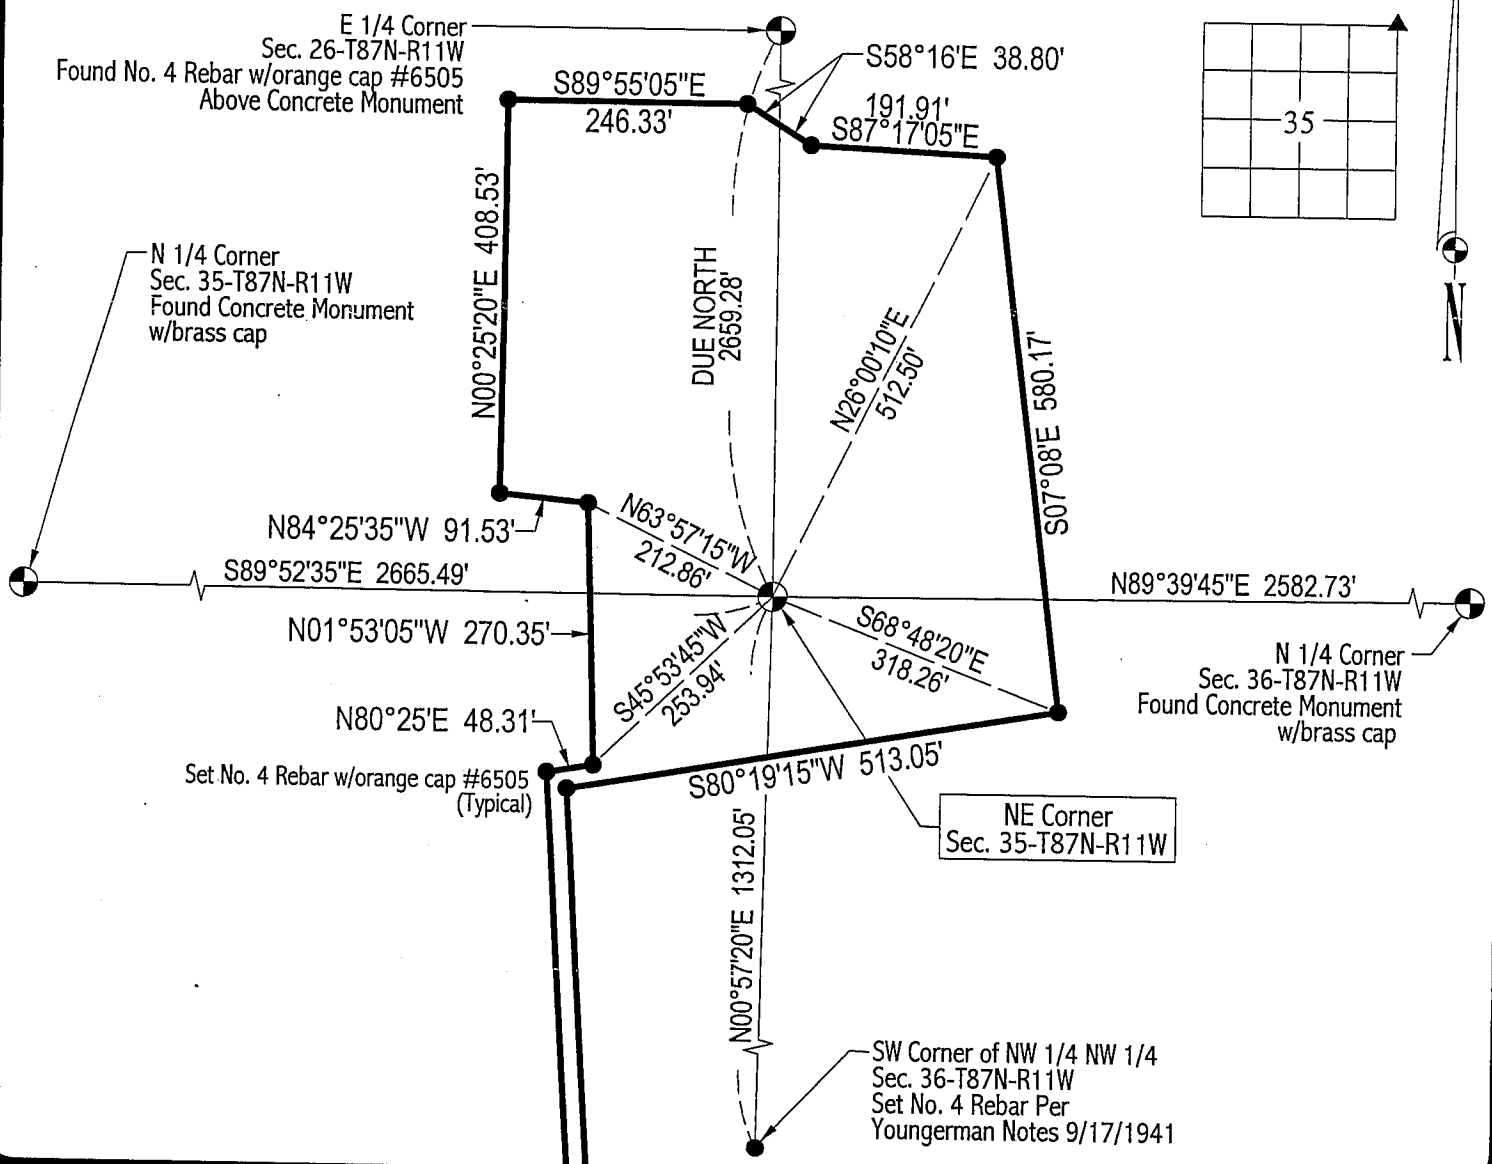 E 1/4 Corner
Sec. 26-T87N-R11W
Found No. 4 Rebar w/orange cap #6505
Above Concrete Monument
S58°16'E 38.80'
S89°55'05"E
246.33'
191.91'
S87°17'05"E
35
N00°25'20"E 408.53'
N 1/4 Corner
Sec. 35-T87N-R11W
Found Concrete Monument
w/brass cap
DUE NORTH
2659.28'
N26°00'10"E
512.50'
S07°08'E 580.17'
N
N84°25'35"W 91.53'
N63°57'15"W
212.86'
S89°52'35"E 2665.49'
N89°39'45"E 2582.73'
N01°53'05"W 270.35'
S45°53'45"W
253.94'
S68°48'20"E
318.26'
N 1/4 Corner
Sec. 36-T87N-R11W
Found Concrete Monument
w/brass cap
N80°25'E 48.31'
Set No. 4 Rebar w/orange cap #6505
(Typical)
S80°19'15"W 513.05'
NE Corner
Sec. 35-T87N-R11W
N00°57'20"E 1312.05'
SW Corner of NW 1/4 NW 1/4
Sec. 36-T87N-R11W
Set No. 4 Rebar Per
Youngerman Notes 9/17/1941